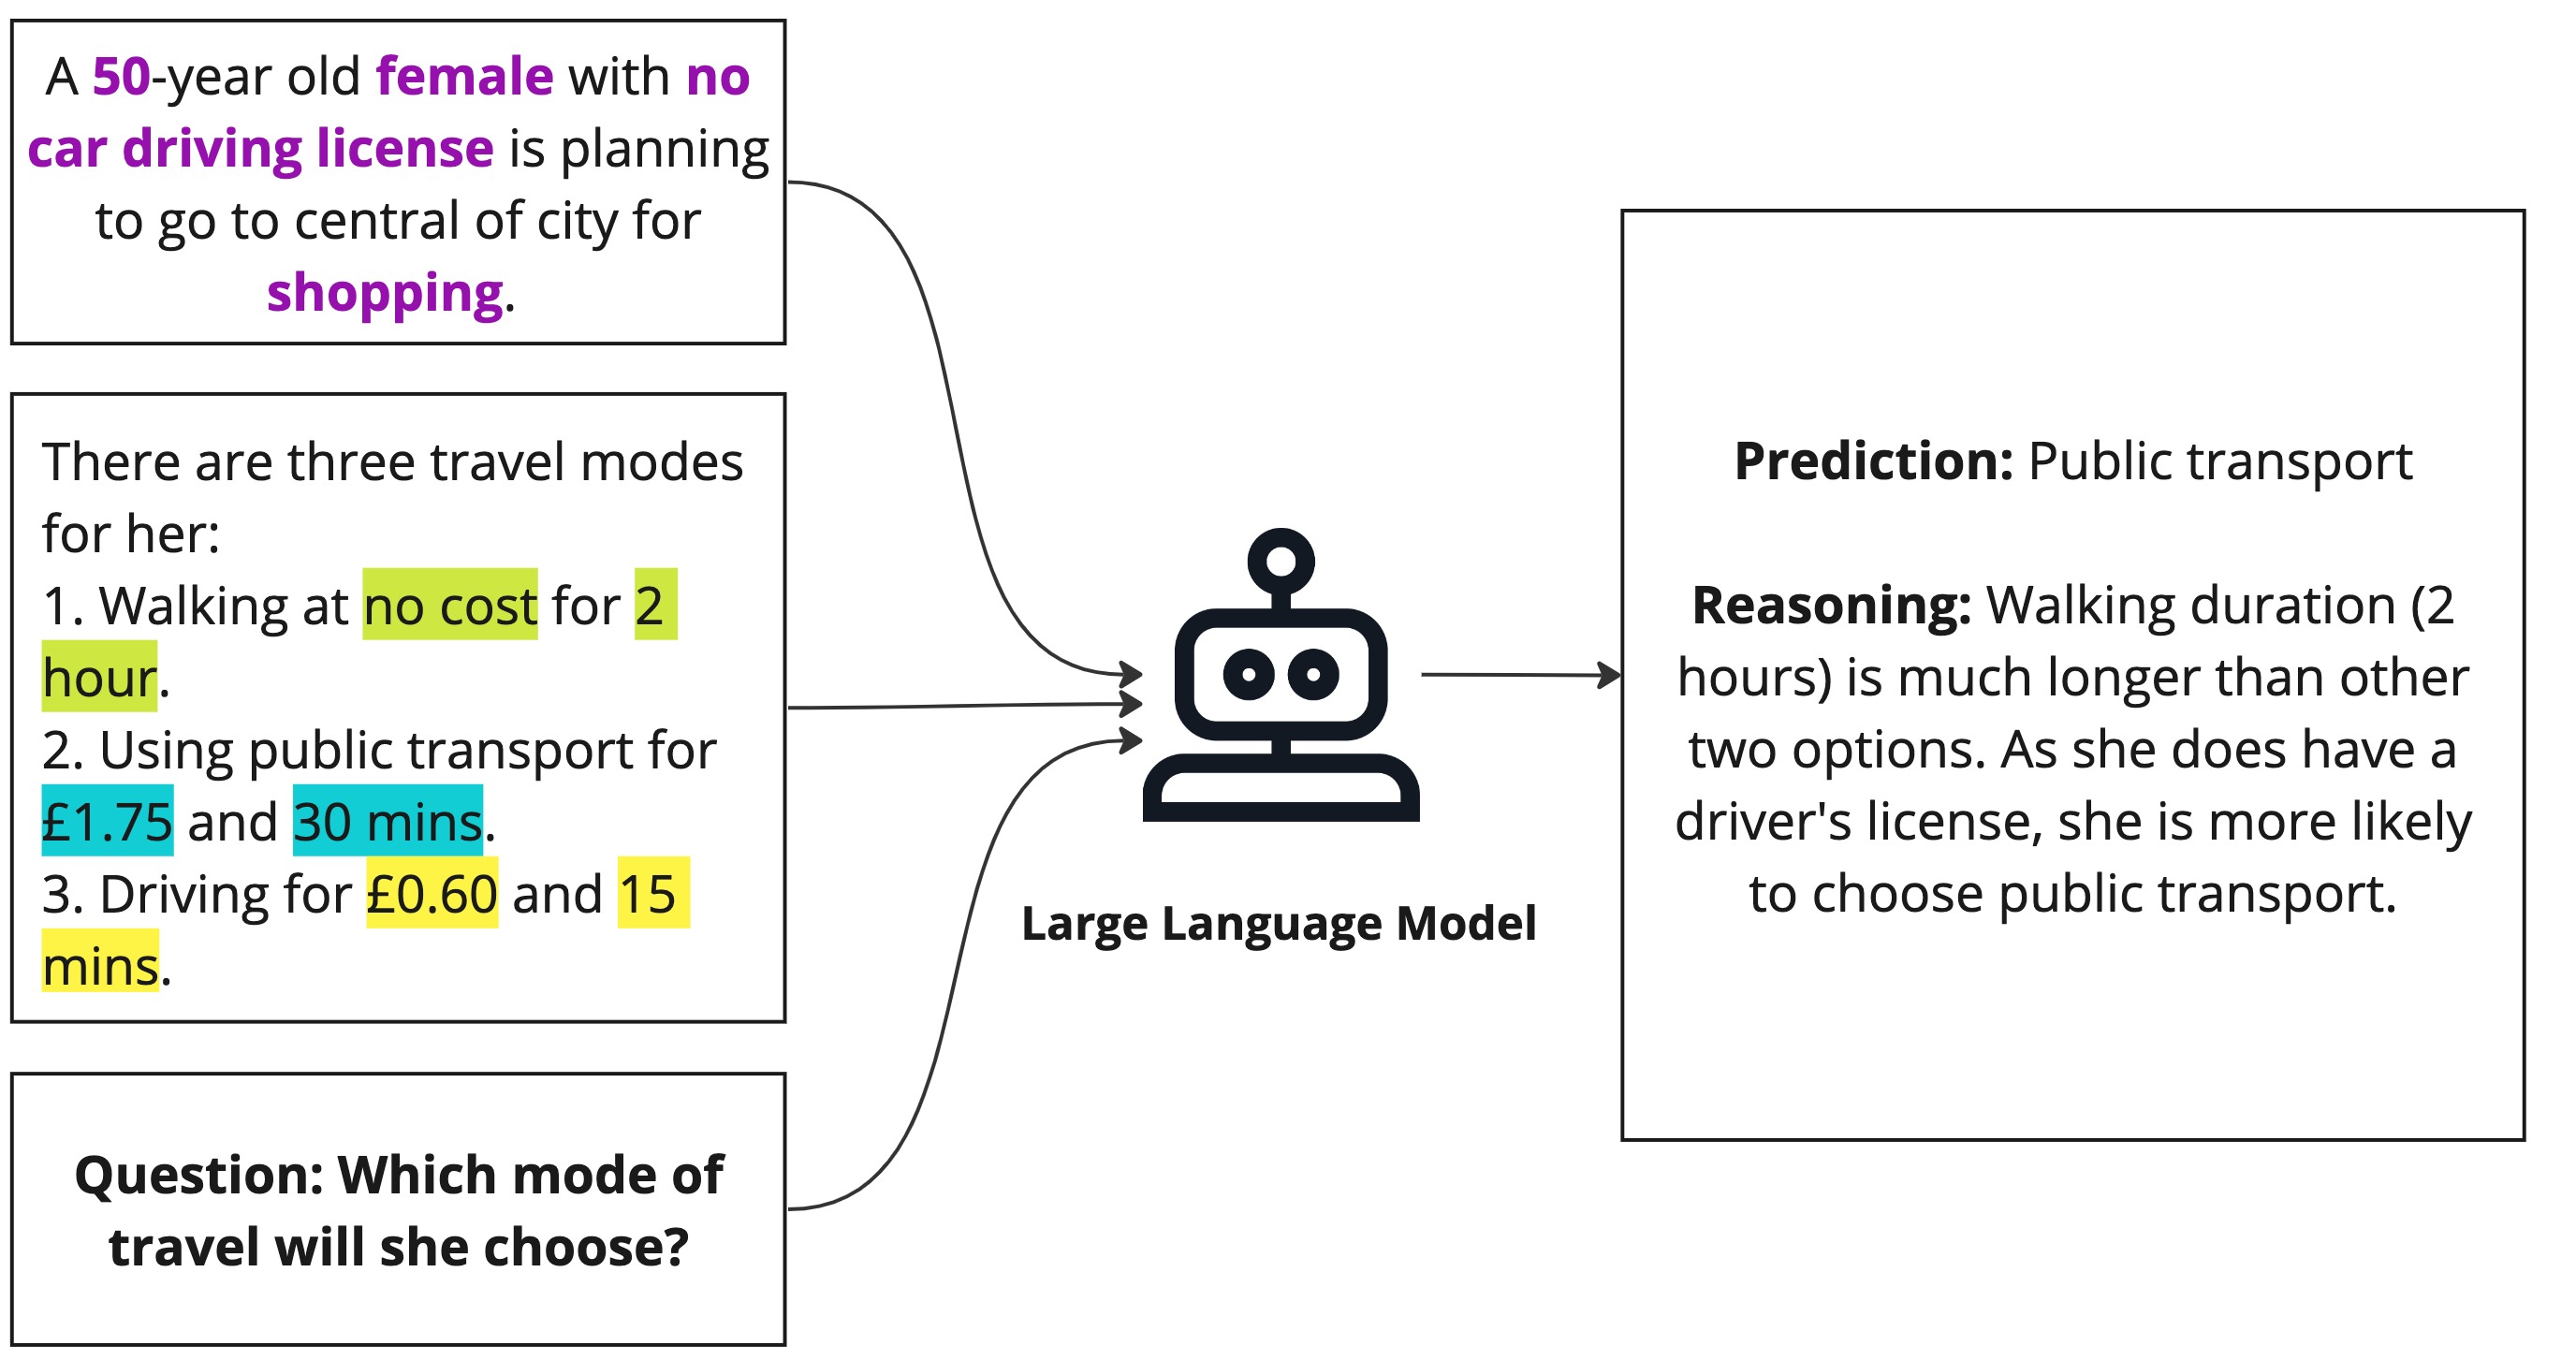 A 50-year old female with no
car driving license is planning
to go to central of city for
shopping.
There are three travel modes
for her:
1. Walking at no cost for 2
hour.
2. Using public transport for
£1.75 and 30 mins.
3. Driving for £0.60 and 15
mins.
Question: Which mode of
travel will she choose?
Large Language Model
Prediction: Public transport
Reasoning: Walking duration (2
hours) is much longer than other
two options. As she does have a
driver's license, she is more likely
to choose public transport.